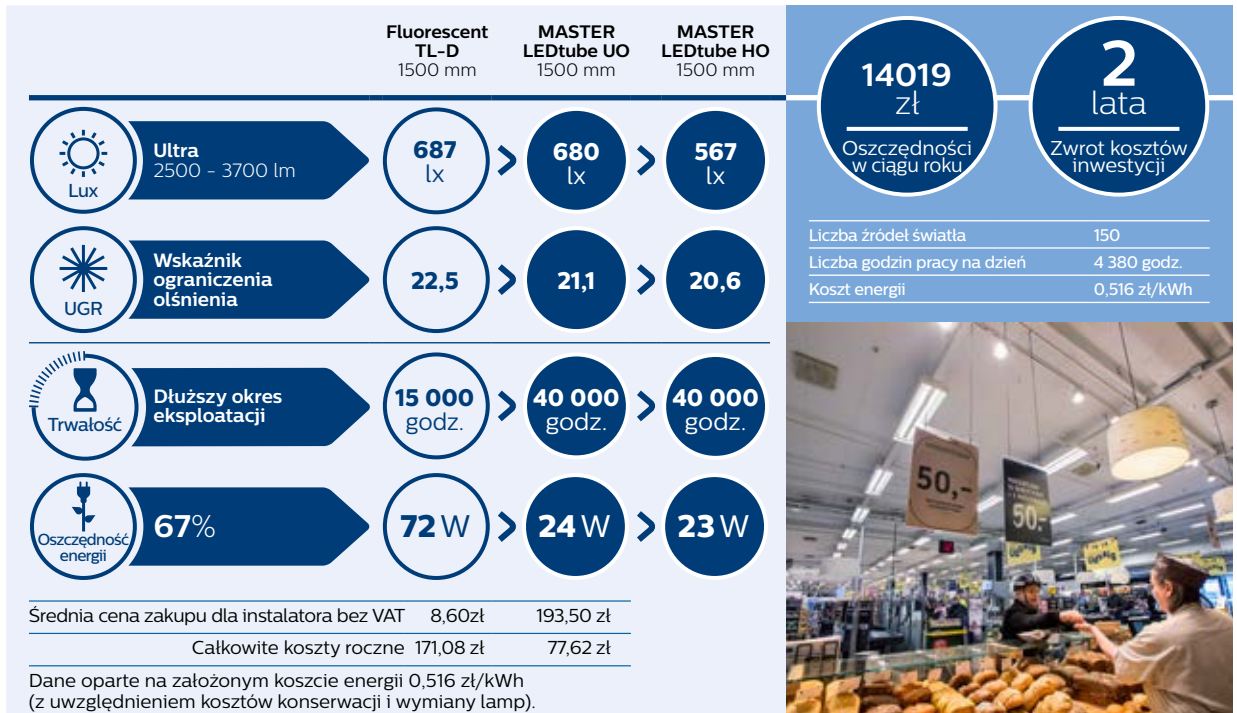 Fluorescent
TL-D
1500 mm
MASTER
LEDtube UO
1500 mm
MASTER
LEDtube HO
1500 mm
Lux
Ultra
2500 - 3700 lm
687
lx
>
680
lx
>
567
lx
UGR
Wskaźnik
ograniczenia
olśnienia
22,5
>
21,1
>
20,6
Trwałość
Dłuższy okres
eksploatacji
15 000
godz.
>
40 000
godz.
>
40 000
godz.
Oszczędność
energii
67%
72 W
>
24 W
>
23 W
Średnia cena zakupu dla instalatora bez VAT 8,60zł 193,50 zł
Całkowite koszty roczne 171,08 zł 77,62 zł
Dane oparte na założonym koszcie energii 0,516 zł/kWh
(z uwzględnieniem kosztów konserwacji i wymiany lamp).
14019
zł
Oszczędności
w ciągu roku
2
lata
Zwrot kosztów
inwestycji
Liczba źródeł światła 150
Liczba godzin pracy na dzień 4 380 godz.
Koszt energii 0,516 zł/kWh
50,-
50,-